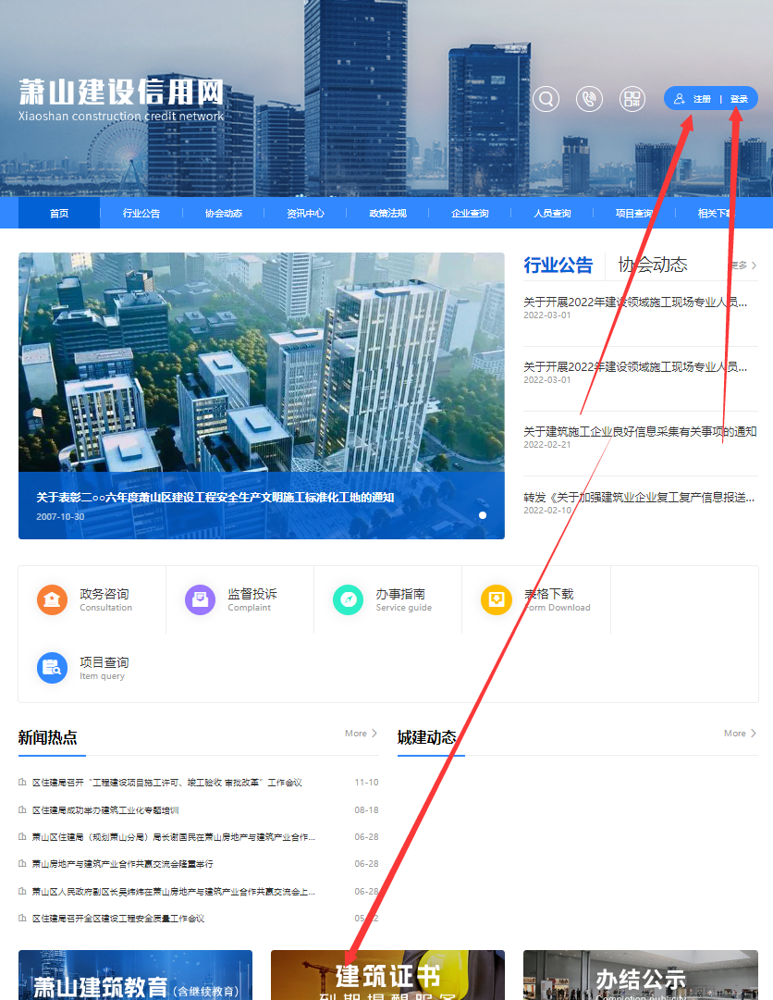 萧山建设信用网
Xiaoshan construction credit network
注册 | 登录
首页 行业公告 协会动态 资讯中心 政策法规 企业查询 人员查询 项目查询 相关下载
行业公告 协会动态 更多
关于开展2022年建设领域施工现场专业人员...
2022-03-01
关于开展2022年建设领域施工现场专业人员...
2022-03-01
关于建筑施工企业良好信息采集有关事项的通知
2022-02-21
转发《关于加强建筑业企业复工复产信息报送...
2022-02-10
关于表彰二○○六年度萧山区建设工程安全生产文明施工标准化工地的通知
2007-10-30
政务咨询
Consultation
监督投诉
Complaint
办事指南
Service guide
表格下载
Form Download
项目查询
Item query
新闻热点 More
区住建局召开“工程建设项目施工许可、竣工验收 审批改革”工作会议 11-10
区住建局成功举办建筑工业化专题培训 08-18
萧山区住建局（规划萧山分局）局长谢国民在萧山房地产与建筑产业合作... 06-28
萧山房地产与建筑产业合作共赢交流会隆重举行 06-28
萧山区人民政府副区长吴炜炜在萧山房地产与建筑产业合作共赢交流会上... 06-28
区住建局召开全区建设工程安全质量工作会议
城建动态 More
萧山建筑教育（含继续教育）
建筑证书
到期提醒服务
办结公示
Completion publicity